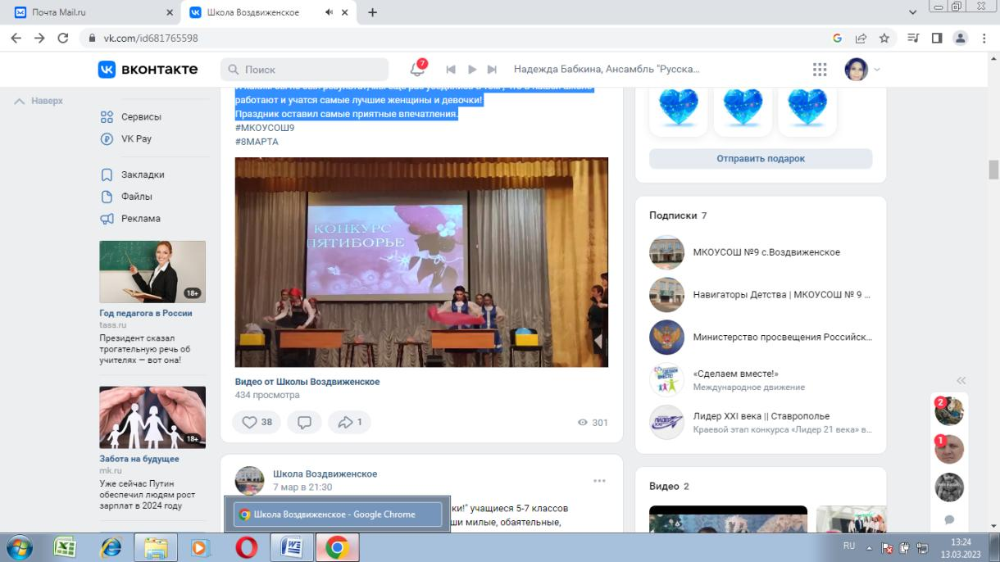 Почта Mail.ru
Школа Воздвиженское
vk.com/id681765598
вконтакте
Поиск
7
Надежда Бабкина, Ансамбль "Русска...
Наверх
Сервисы
VK Pay
Закладки
Файлы
Реклама
18+
Год педагога в России
tass.ru
Президент сказал
трогательную речь об
учителях — вот она!
18+
Забота на будущее
mk.ru
Уже сейчас Путин
обеспечил людям рост
зарплат в 2024 году
работают и учатся самые лучшие женщины и девочки!
Праздник оставил самые приятные впечатления.
#МКОУСОШ9
#8МАРТА
КОНКУРС
ПЯТИБОРЬЕ
Видео от Школы Воздвиженское
434 просмотра
38
1
301
Школа Воздвиженское
7 мар в 21:30
ки!" учащиеся 5-7 классов
ши милые, обаятельные,
Школа Воздвиженское - Google Chrome
Отправить подарок
Подписки 7
МКОУСОШ №9 с.Воздвиженское
Навигаторы Детства | МКОУСОШ № 9 ...
Министерство просвещения Российск...
«Сделаем вместе!»
Международное движение
Лидер XXI века || Ставрополье
Краевой этап конкурса «Лидер 21 века» в...
Видео 2
2
1
RU
13:24
13.03.2023